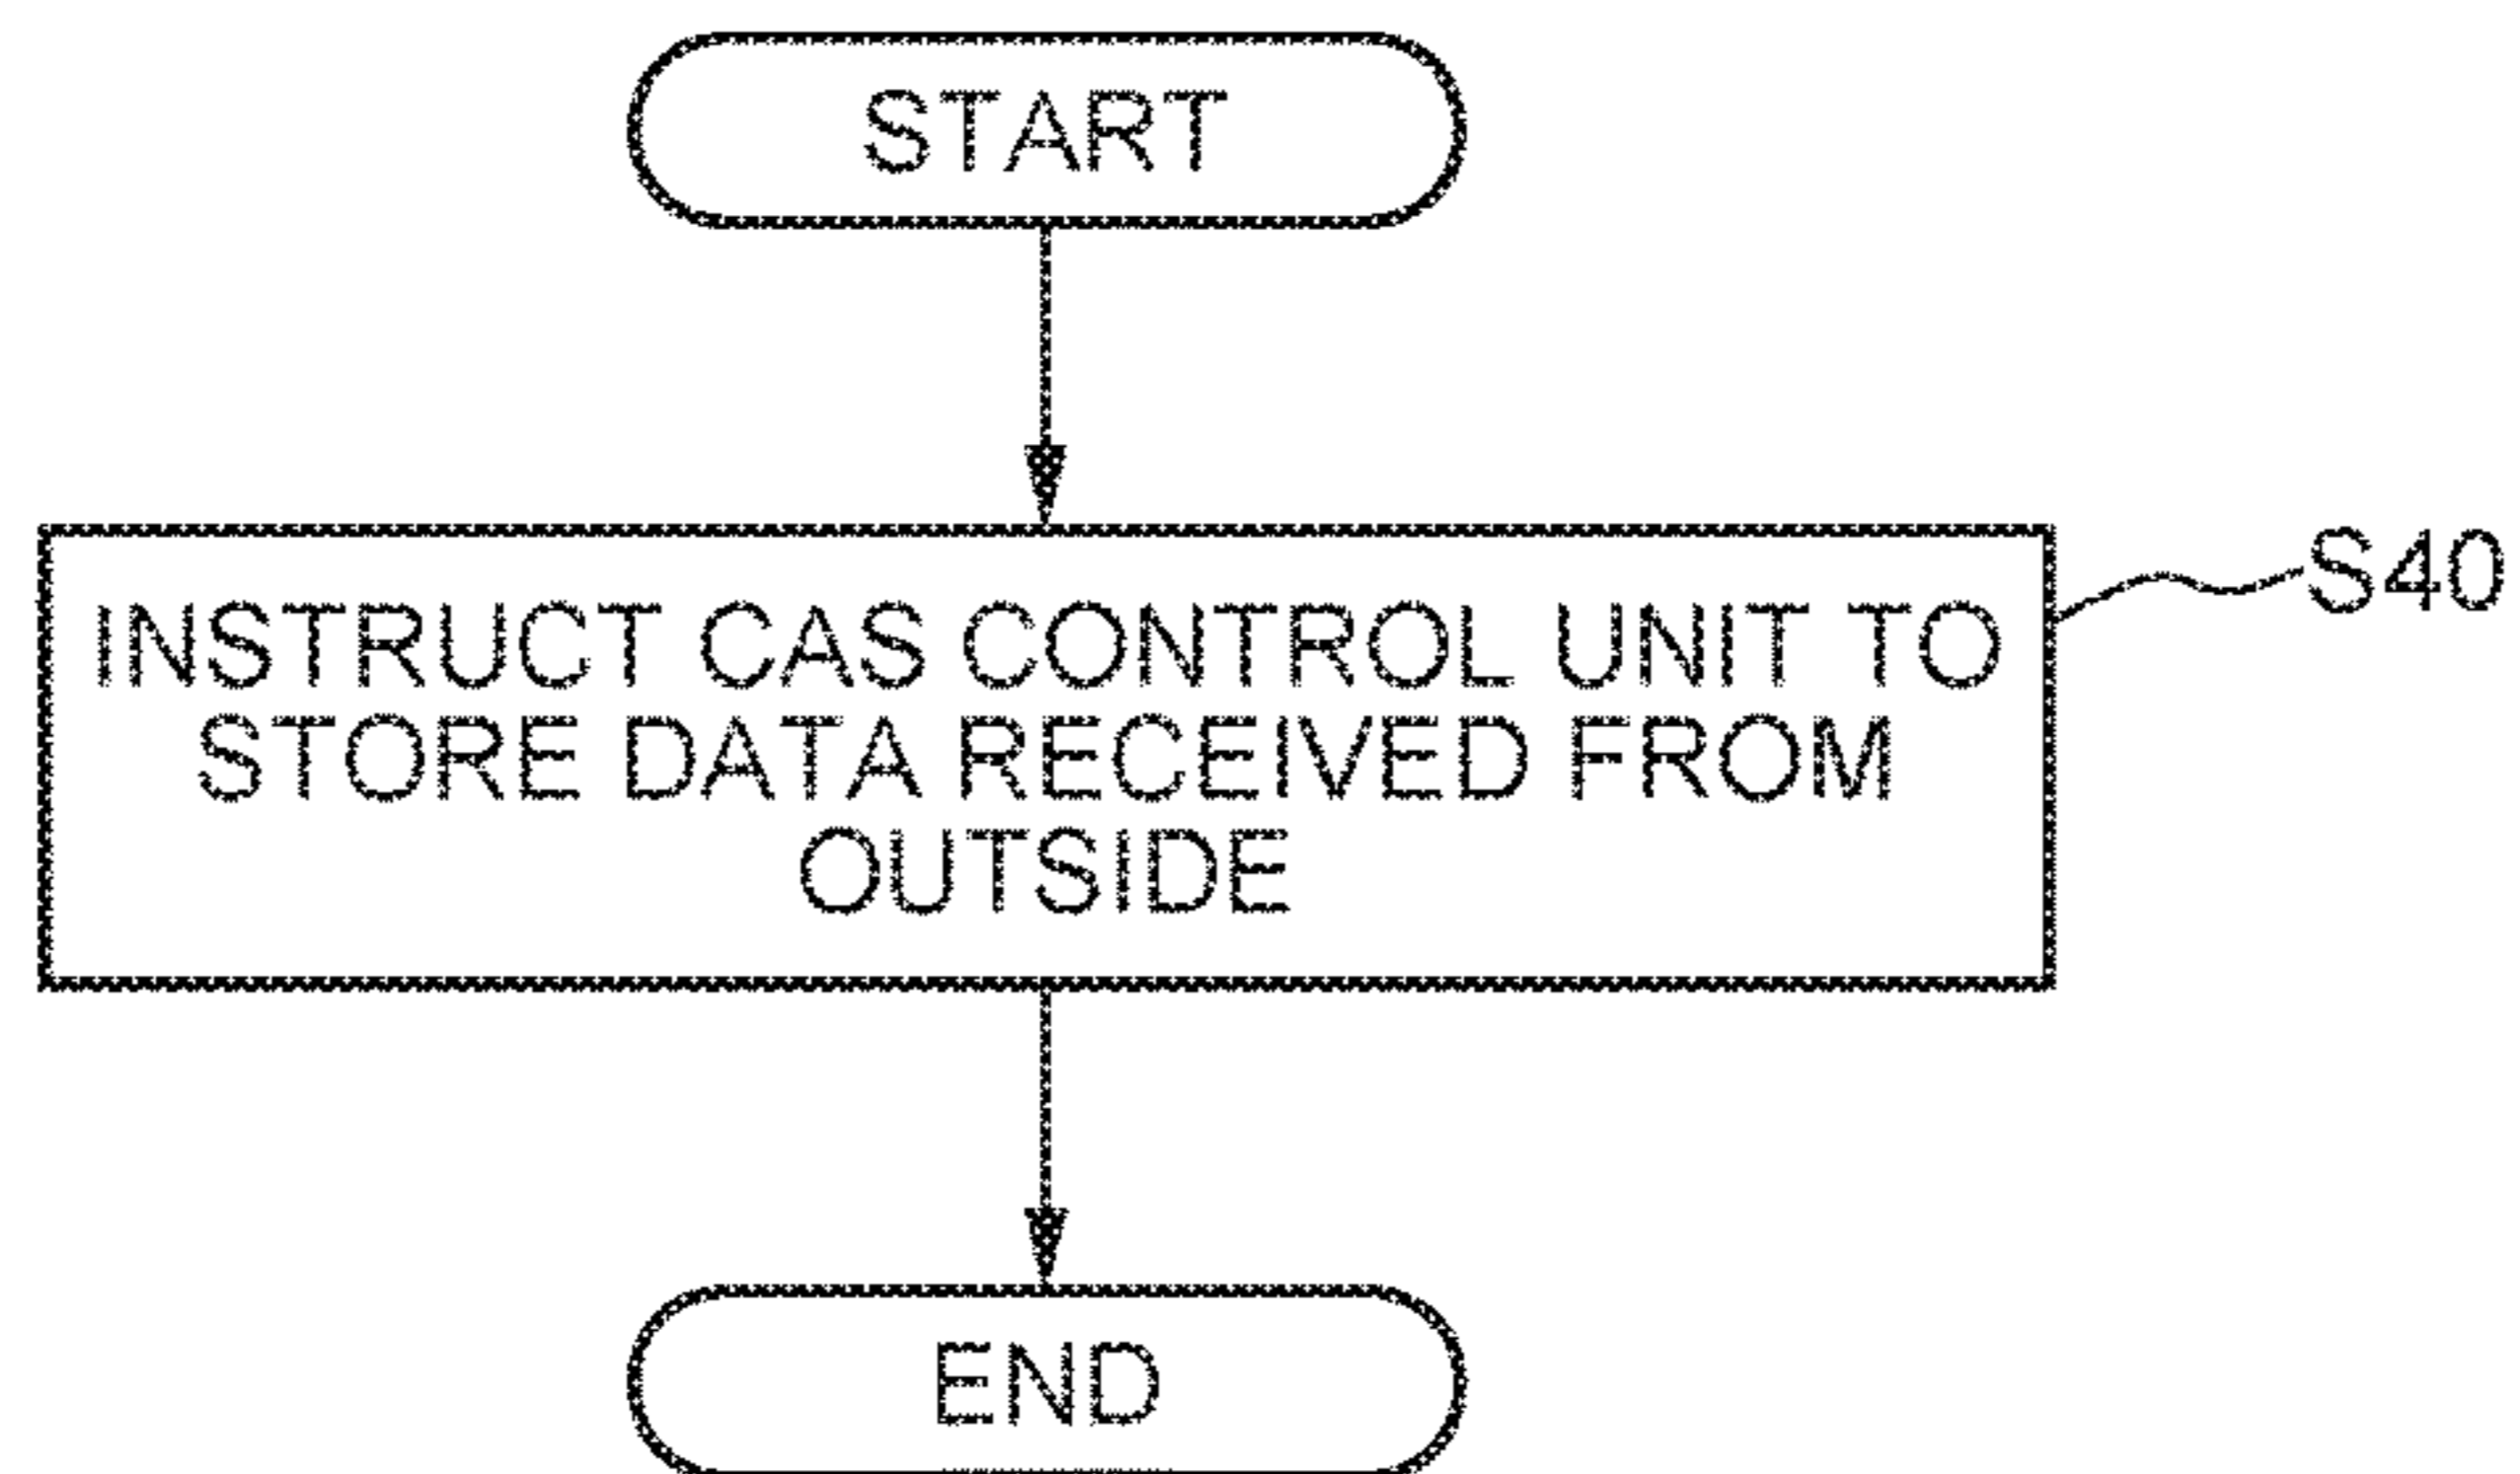 START
INSTRUCT CAS CONTROL UNIT TO
STORE DATA RECEIVED FROM
OUTSIDE
S40
END